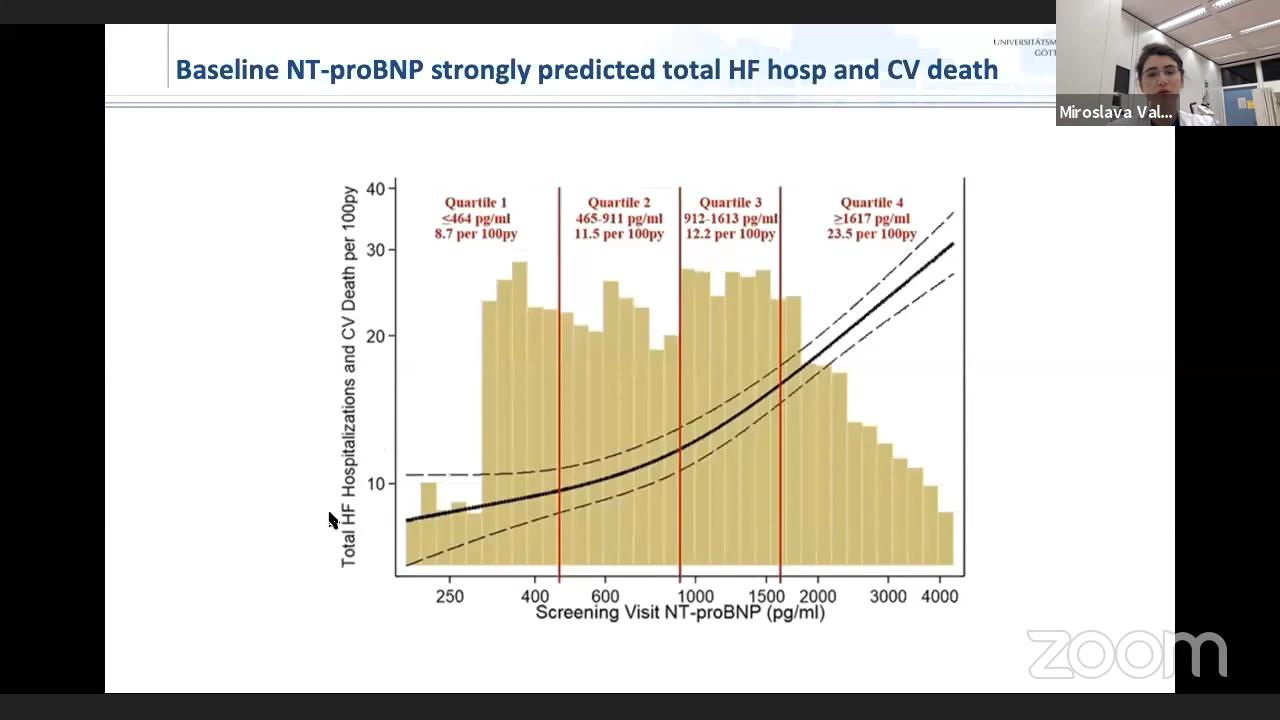 Baseline NT-proBNP strongly predicted total HF hosp and CV death
UNIVERSITÄTSM
GÖT
Miroslava Val...
Total HF Hospitalizations and CV Death per 100py
40
30
20
10
Quartile 1
≤464 pg/ml
8.7 per 100py
Quartile 2
465-911 pg/ml
11.5 per 100py
Quartile 3
912-1613 pg/ml
12.2 per 100py
Quartile 4
≥1617 pg/ml
23.5 per 100py
250 400 600 1000 1500 2000 3000 4000
Screening Visit NT-proBNP (pg/ml)
zoom